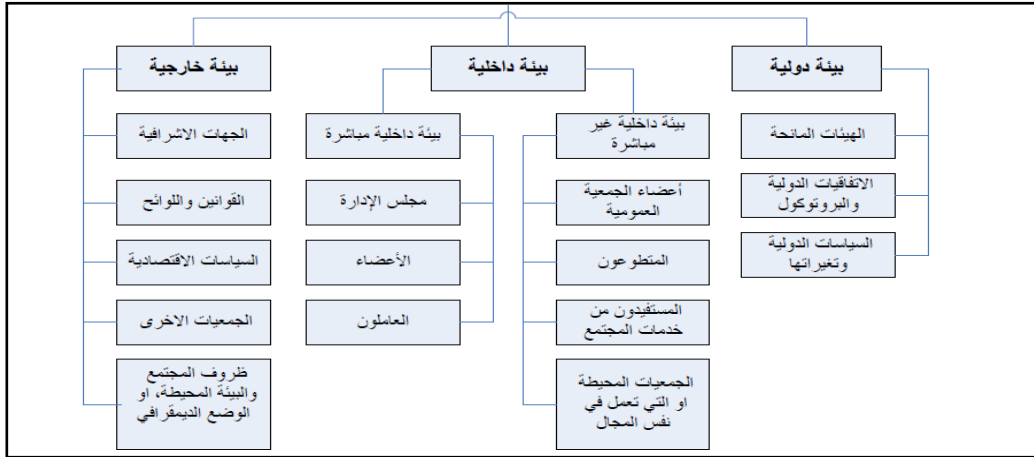 بيئة دولية
الهيئات المانحة
الاتفاقيات الدولية
والبروتوكول
السياسات الدولية
وتغيراتها
بيئة داخلية
بيئة داخلية غير
مباشرة
أعضاء الجمعية
العمومية
المتطوعون
المستفيدون من
خدمات المجتمع
الجمعيات المحيطة
او التي تعمل في
نفس المجال
بيئة داخلية مباشرة
مجلس الإدارة
الأعضاء
العاملون
بيئة خارجية
الجهات الاشرافية
القوانين واللوائح
السياسات الاقتصادية
الجمعيات الاخرى
ظروف المجتمع
والبيئة المحيطة، او
الوضع الديمقرافي